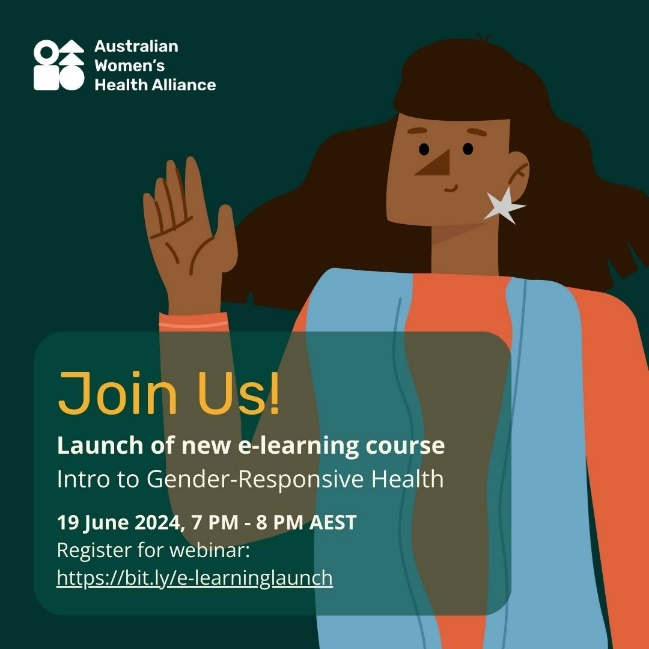 Australian
Women's
Health Alliance
Join Us!
Launch of new e-learning course
Intro to Gender-Responsive Health
19 June 2024, 7 PM - 8 PM AEST
Register for webinar:
https://bit.ly/e-learninglaunch